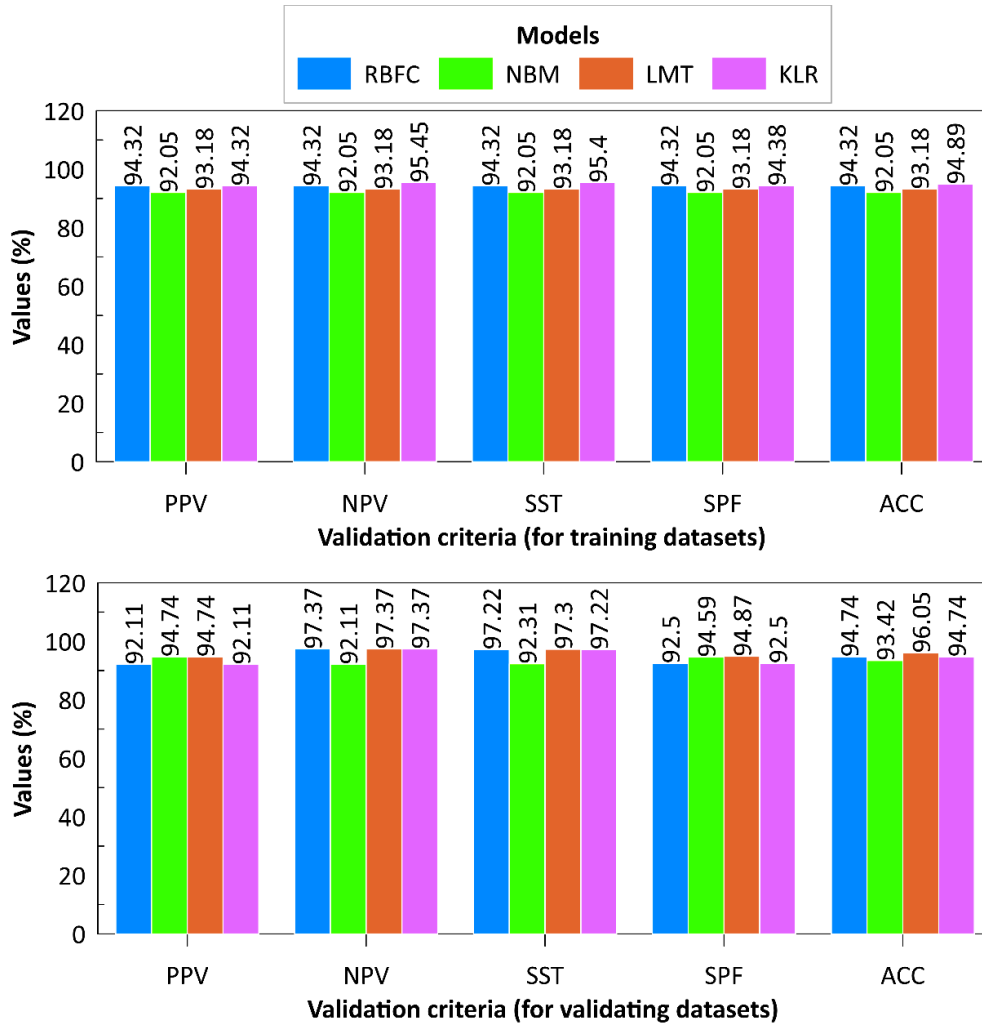 Models
RBFC NBM LMT KLR
120
100
80
60
40
20
0
Values (%)
94.32 92.05 93.18 94.32 94.32 92.05 93.18 95.45 94.32 92.05 93.18 95.4 94.32 92.05 93.18 94.38 94.32 92.05 93.18 94.89
PPV NPV SST SPF ACC
Validation criteria (for training datasets)
120
100
80
60
40
20
0
Values (%)
92.11 94.74 94.74 92.11 97.37 92.11 97.37 97.37 97.22 92.31 97.3 97.22 92.5 94.59 94.87 92.5 94.74 93.42 96.05 94.74
PPV NPV SST SPF ACC
Validation criteria (for validating datasets)